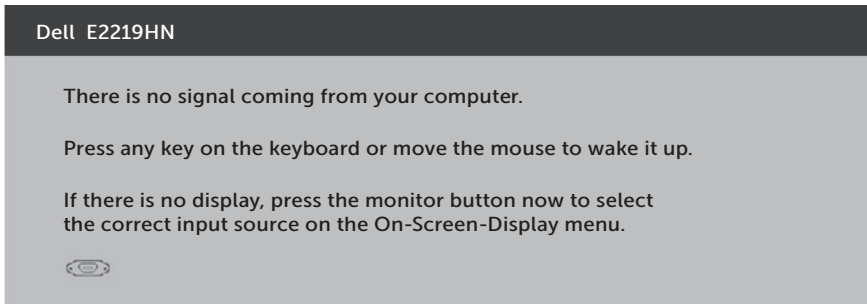 Dell E2219HN
There is no signal coming from your computer.
Press any key on the keyboard or move the mouse to wake it up.
If there is no display, press the monitor button now to select
the correct input source on the On-Screen-Display menu.